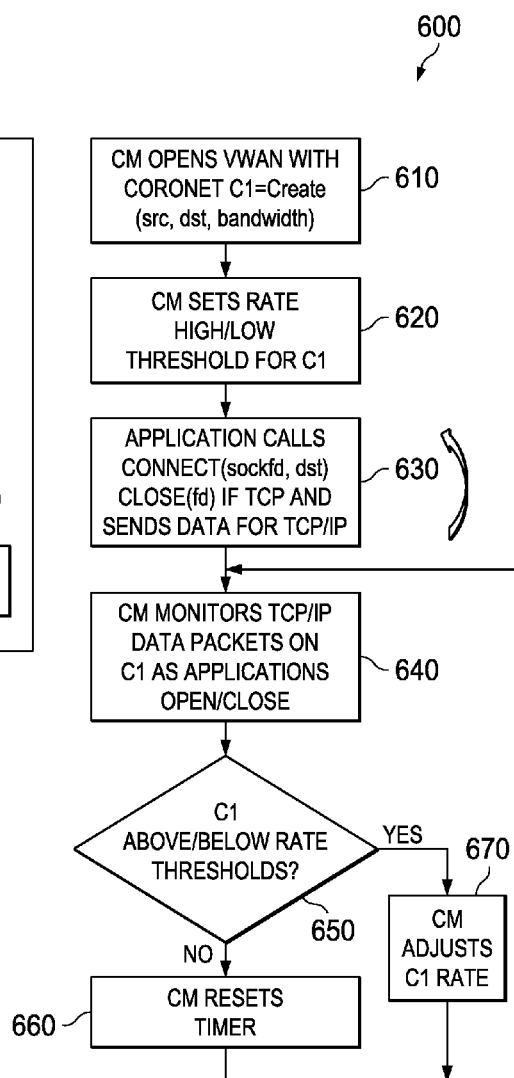 600
CM OPENS VWAN WITH
CORONET C1=Create
(src, dst, bandwidth)
610
CM SETS RATE
HIGH/LOW
THRESHOLD FOR C1
620
APPLICATION CALLS
CONNECT(sockfd, dst)
CLOSE(fd) IF TCP AND
SENDS DATA FOR TCP/IP
630
CM MONITORS TCP/IP
DATA PACKETS ON
C1 AS APPLICATIONS
OPEN/CLOSE
640
C1
ABOVE/BELOW RATE
THRESHOLDS?
650
YES
670
CM
ADJUSTS
C1 RATE
NO
CM RESETS
TIMER
660